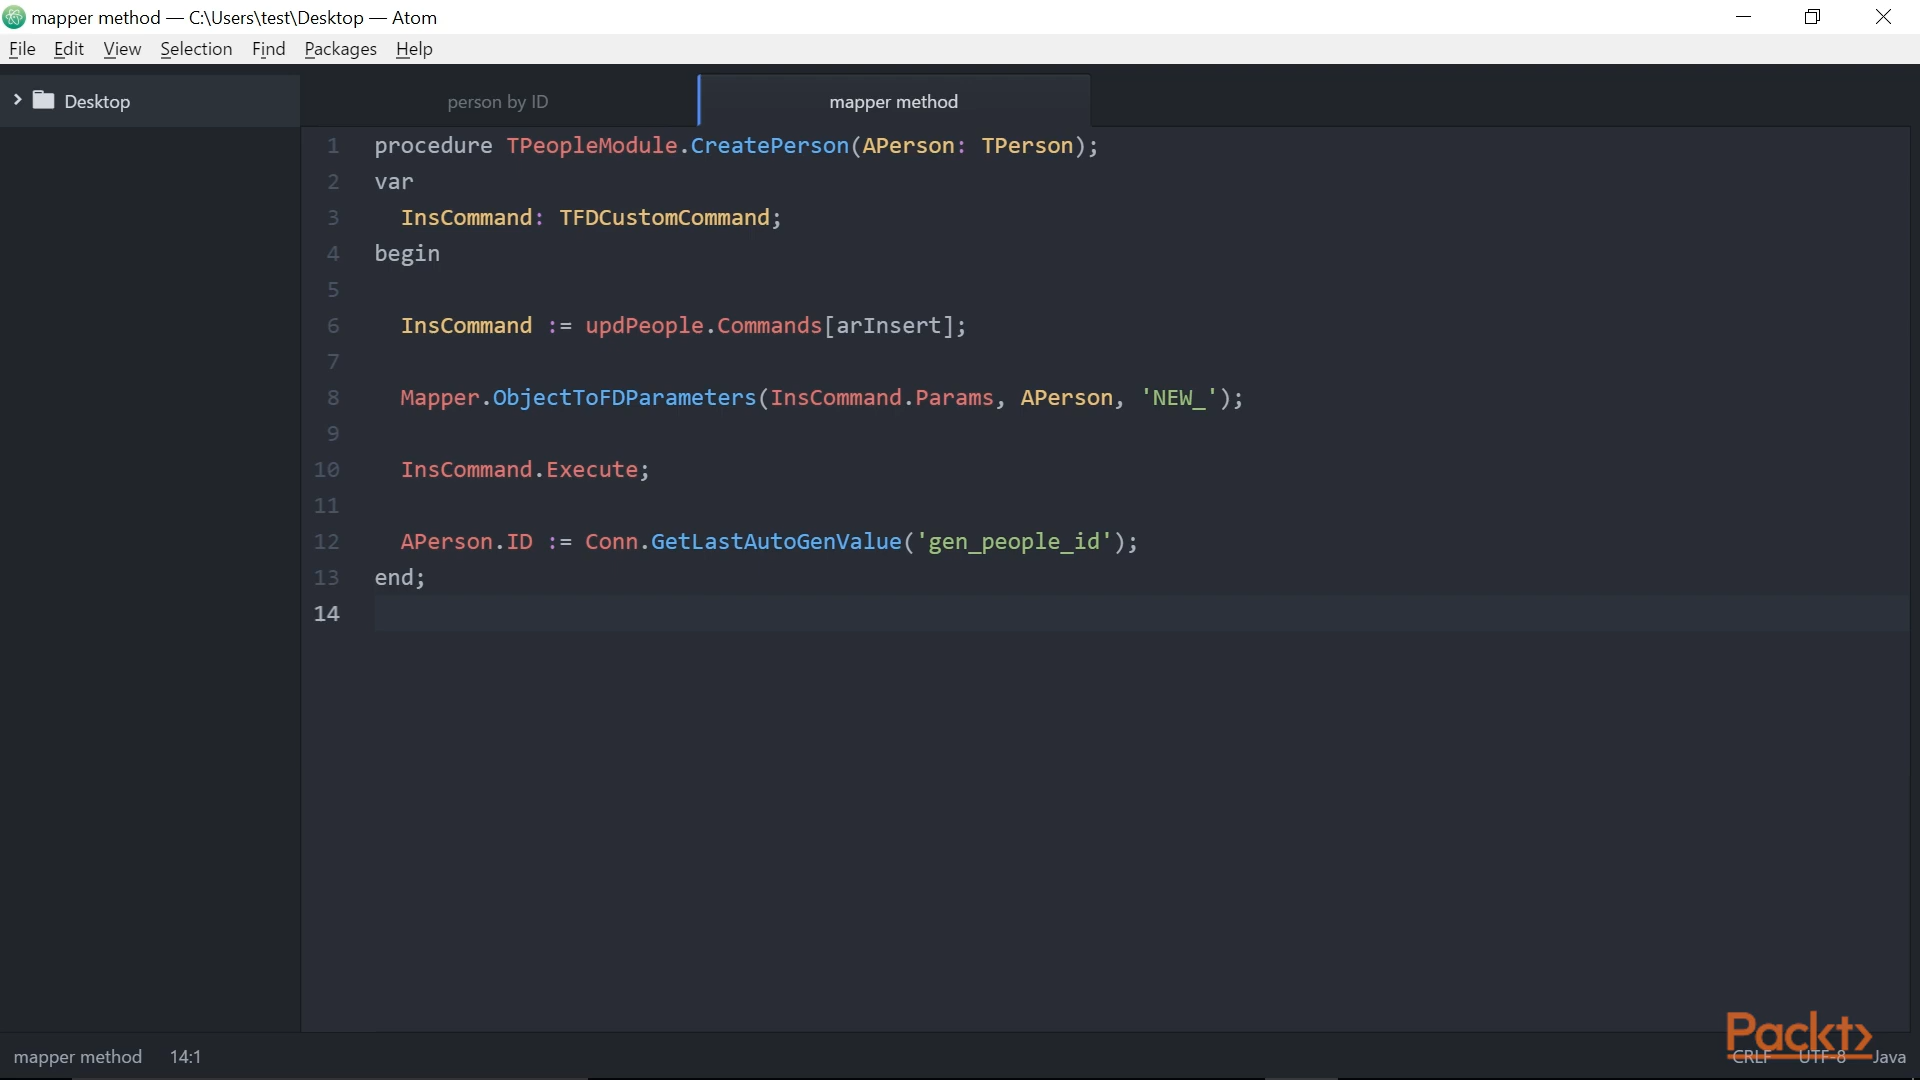 mapper method — C:\Users\test\Desktop — Atom
File Edit View Selection Find Packages Help
Desktop
person by ID
mapper method
1 procedure TPeopleModule.CreatePerson(APerson: TPerson);
2 var
3 InsCommand: TFDCustomCommand;
4 begin
5
6 InsCommand := updPeople.Commands[arInsert];
7
8 Mapper.ObjectToFDParameters(InsCommand.Params, APerson, 'NEW_');
9
10 InsCommand.Execute;
11
12 APerson.ID := Conn.GetLastAutoGenValue('gen_people_id');
13 end;
14
Packt>
mapper method 14:1 CRLF UTF-8 Java